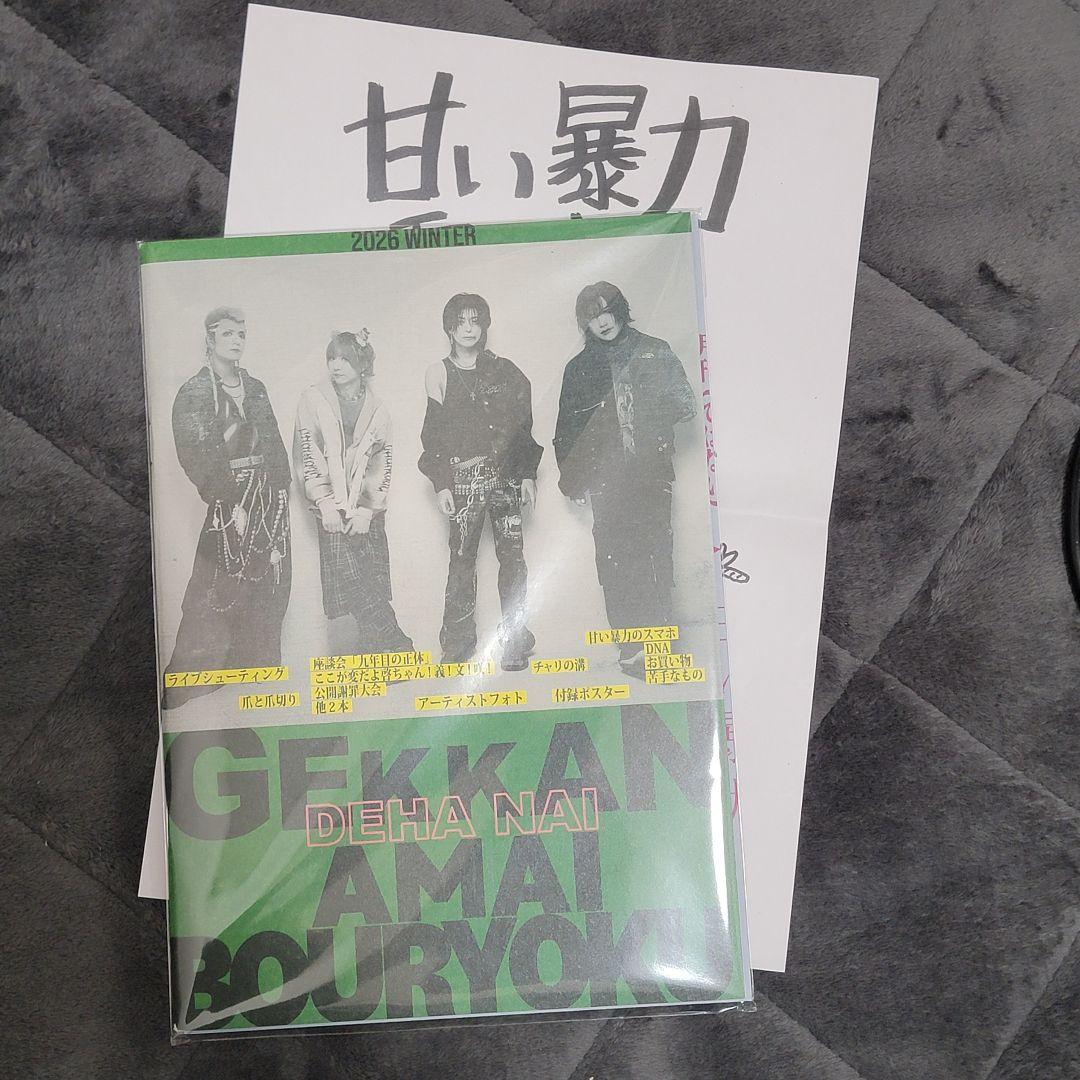 甘い暴力
2026 WINTER
ライブシューティング
爪と爪切り
座談会「九年目の正体」
ここが変だよ啓ちゃん!義!文!咲!
公開謝罪大会
他2本
アーティストフォト
チャリの溝
付録ポスター
甘い暴力のスマホ
DNA
お買い物
苦手なもの
GEKKAN
DEHA NAI
AMAI
BOURYOKU